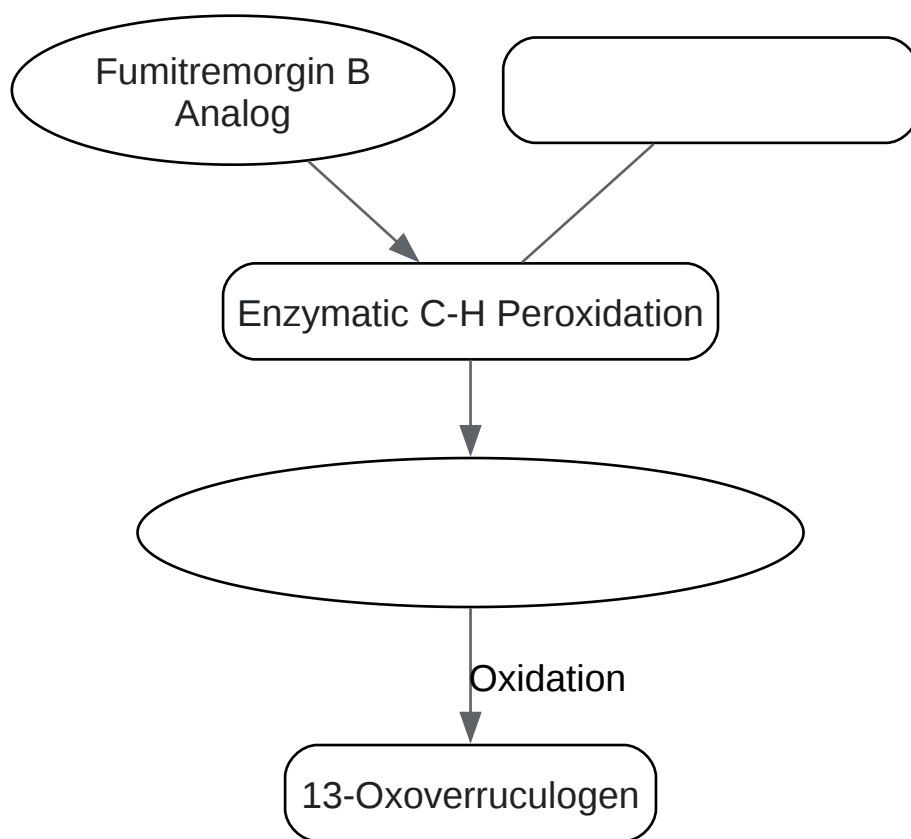 Fumitremorgin B
Analog
Enzymatic C-H Peroxidation
Oxidation
13-Oxoverruculogen